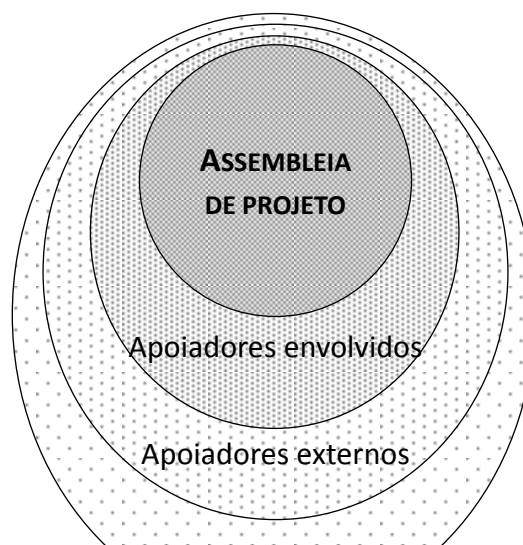 ASSEMBLEIA
DE PROJETO
Apoiadores envolvidos
Apoiadores externos